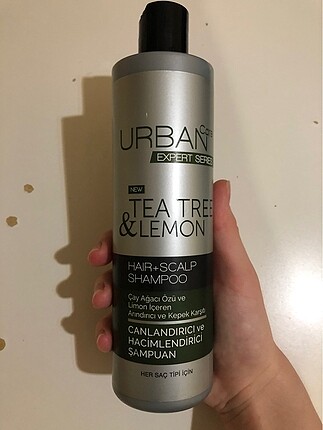 URBAN Care
EXPERT SERIES
NEW
TEA TREE
&LEMON
HAIR+SCALP
SHAMPOO
Çay Ağacı Özü ve
Limon İçeren
Arındırıcı ve Kepek Karşıtı
CANLANDIRICI ve
HACİMLENDİRİCİ
ŞAMPUAN
HER SAÇ TİPİ İÇİN